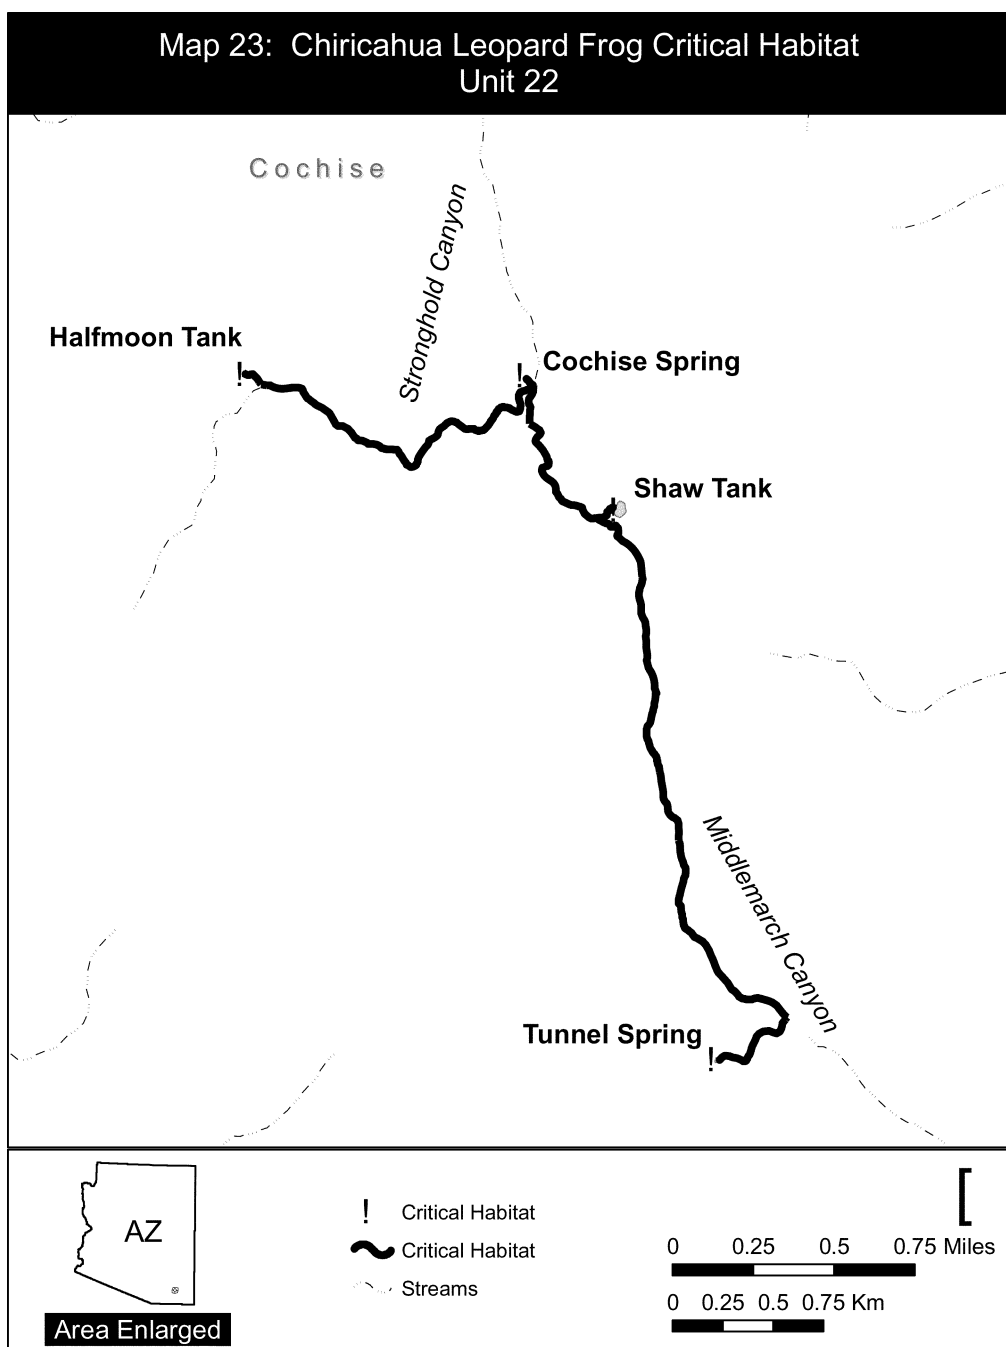 Map 23:  Chiricahua Leopard Frog Critical Habitat
Unit 22
Cochise
Stronghold Canyon
Halfmoon Tank
!
! Cochise Spring
Shaw Tank
!
Middlemarch Canyon
Tunnel Spring
!
AZ
Area Enlarged
! Critical Habitat
Critical Habitat
Streams
[
0 0.25 0.5 0.75 Miles
0 0.25 0.5 0.75 Km